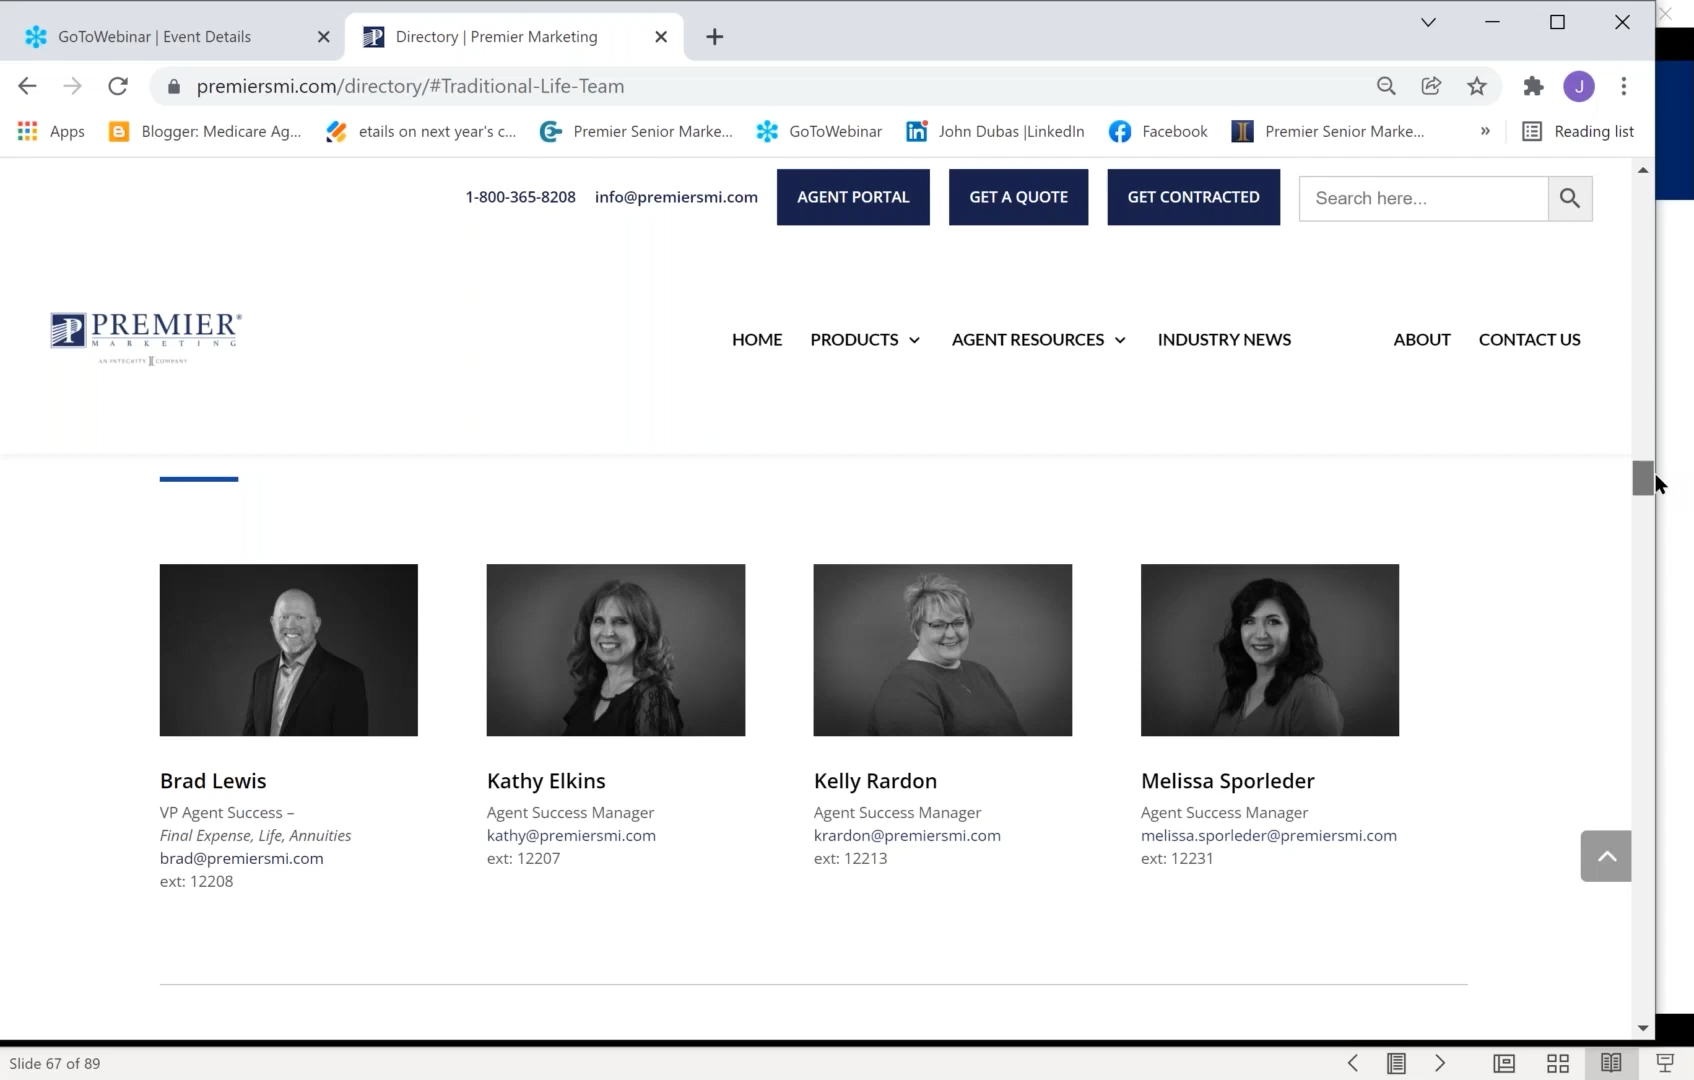 GoToWebinar | Event Details
Directory | Premier Marketing
premiersmi.com/directory/#Traditional-Life-Team
J
Apps
Blogger: Medicare Ag...
etails on next year's c...
Premier Senior Marke...
GoToWebinar
John Dubas |LinkedIn
Facebook
Premier Senior Marke...
»
Reading list
1-800-365-8208
info@premiersmi.com
AGENT PORTAL
GET A QUOTE
GET CONTRACTED
Search here...
PREMIER®
MARKETING
AN INTEGRITY COMPANY
HOME
PRODUCTS
AGENT RESOURCES
INDUSTRY NEWS
ABOUT
CONTACT US
Brad Lewis
VP Agent Success –
Final Expense, Life, Annuities
brad@premiersmi.com
ext: 12208
Kathy Elkins
Agent Success Manager
kathy@premiersmi.com
ext: 12207
Kelly Rardon
Agent Success Manager
krardon@premiersmi.com
ext: 12213
Melissa Sporleder
Agent Success Manager
melissa.sporleder@premiersmi.com
ext: 12231
Slide 67 of 89